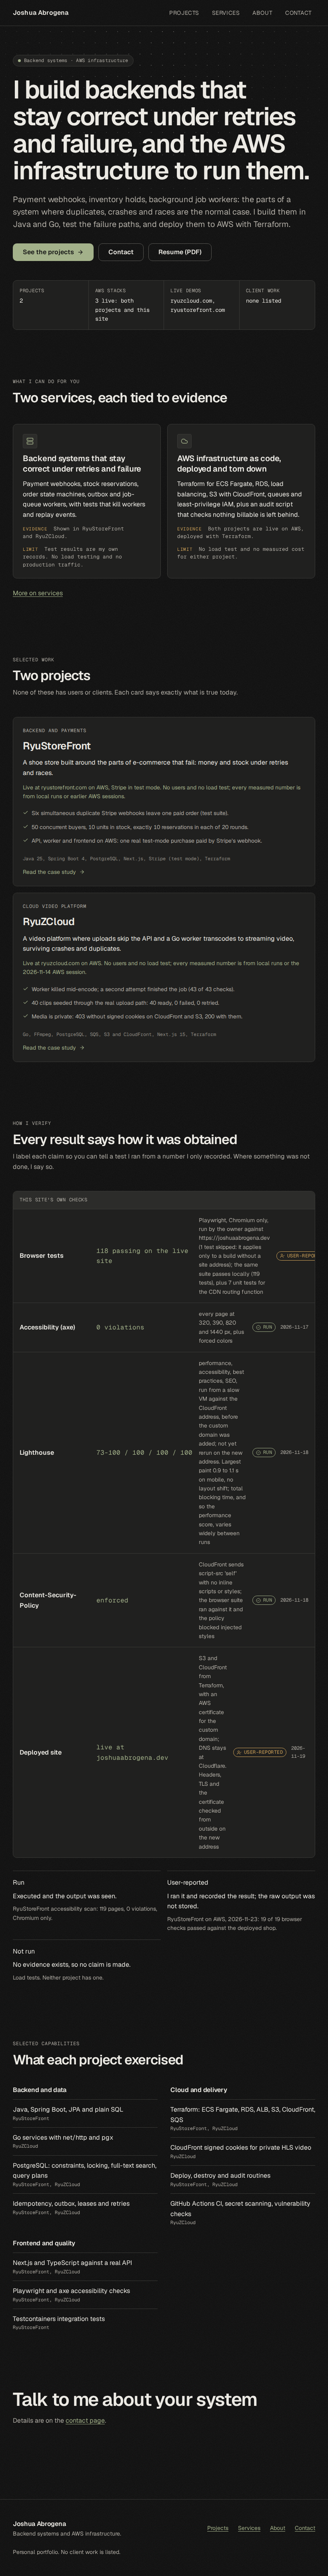 Joshua Abrogena
PROJECTS SERVICES ABOUT CONTACT
Backend systems · AWS infrastructure
I build backends that
stay correct under retries
and failure, and the AWS
infrastructure to run them.
Payment webhooks, inventory holds, background job workers: the parts of a
system where duplicates, crashes and races are the normal case. I build them in
Java and Go, test the failure paths, and deploy them to AWS with Terraform.
See the projects →
Contact
Resume (PDF)
PROJECTS
2
AWS STACKS
3 live: both
projects and this
site
LIVE DEMOS
ryuzcloud.com,
ryustorefront.com
CLIENT WORK
none listed
WHAT I CAN DO FOR YOU
Two services, each tied to evidence
Backend systems that stay
correct under retries and failure
Payment webhooks, stock reservations,
order state machines, outbox and job-
queue workers, with tests that kill workers
and replay events.
EVIDENCE Shown in RyuStoreFront
and RyuZCloud.
LIMIT Test results are my own
records. No load testing and no
production traffic.
AWS infrastructure as code,
deployed and torn down
Terraform for ECS Fargate, RDS, load
balancing, S3 with CloudFront, queues and
least-privilege IAM, plus an audit script
that checks nothing billable is left behind.
EVIDENCE Both projects are live on AWS,
deployed with Terraform.
LIMIT No load test and no measured cost
for either project.
More on services
SELECTED WORK
Two projects
None of these has users or clients. Each card says exactly what is true today.
BACKEND AND PAYMENTS
RyuStoreFront
A shoe store built around the parts of e-commerce that fail: money and stock under retries
and races.
Live at ryustorefront.com on AWS, Stripe in test mode. No users and no load test; every measured number is
from local runs or earlier AWS sessions.
Six simultaneous duplicate Stripe webhooks leave one paid order (test suite).
50 concurrent buyers, 10 units in stock, exactly 10 reservations in each of 20 rounds.
API, worker and frontend on AWS: one real test-mode purchase paid by Stripe's webhook.
Java 25, Spring Boot 4, PostgreSQL, Next.js, Stripe (test mode), Terraform
Read the case study →
CLOUD VIDEO PLATFORM
RyuZCloud
A video platform where uploads skip the API and a Go worker transcodes to streaming video,
surviving crashes and duplicates.
Live at ryuzcloud.com. No users and no load test; every measured number is from local runs or the
2026-11-14 AWS session.
Worker killed mid-encode; a second attempt finished the job (43 of 43 checks).
40 clips seeded through the real upload path: 40 ready, 0 failed, 0 retried.
Media is private: 403 without signed cookies on CloudFront and S3, 200 with them.
Go, FFmpeg, PostgreSQL, SQS, S3 and CloudFront, Next.js 15, Terraform
Read the case study →
HOW I VERIFY
Every result says how it was obtained
I label each claim so you can tell a test I ran from a number I only recorded. Where something was not
done, I say so.
THIS SITE'S OWN CHECKS
Browser tests
118 passing on the live
site
Playwright, Chromium only,
run by the owner against
https://joshuaabrogena.dev
(1 test skipped: it applies
only to a build without a
site address); the same
suite passes locally (119
tests), plus 7 unit tests for
the CDN routing function
USER-REPOR
Accessibility (axe)
0 violations
every page at
320, 390, 820
and 1440 px, plus
forced colors
RUN
2026-11-17
Lighthouse
73-100 / 100 / 100 / 100
performance,
accessibility, best
practices, SEO,
run from a slow
VM against the
CloudFront
address, before
the custom
domain was
added; not yet
rerun on the new
address. Largest
paint 0.9 to 1.1 s
on mobile, no
layout shift; total
blocking time, and
so the
performance
score, varies
widely between
runs
RUN
2026-11-18
Content-Security-
Policy
enforced
CloudFront sends
script-src 'self'
with no inline
scripts or styles;
the browser suite
ran against it and
the policy
blocked injected
styles
RUN
2026-11-18
Deployed site
live at
joshuaabrogena.dev
S3 and
CloudFront
from
Terraform,
with an
AWS
certificate
for the
custom
domain;
DNS stays
at
Cloudflare.
Headers,
TLS and
the
certificate
checked
from
outside on
the new
address
USER-REPORTED
2026-
11-19
Run
Executed and the output was seen.
RyuStoreFront accessibility scan: 119 pages, 0 violations,
Chromium only.
User-reported
I ran it and recorded the result; the raw output was
not stored.
RyuStoreFront on AWS, 2026-11-23: 19 of 19 browser
checks passed against the deployed shop.
Not run
No evidence exists, so no claim is made.
Load tests. Neither project has one.
SELECTED CAPABILITIES
What each project exercised
Backend and data
Java, Spring Boot, JPA and plain SQL
RyuStoreFront
Go services with net/http and pgx
RyuZCloud
PostgreSQL: constraints, locking, full-text search,
query plans
RyuStoreFront, RyuZCloud
Idempotency, outbox, leases and retries
RyuStoreFront, RyuZCloud
Cloud and delivery
Terraform: ECS Fargate, RDS, ALB, S3, CloudFront,
SQS
RyuStoreFront, RyuZCloud
CloudFront signed cookies for private HLS video
RyuZCloud
Deploy, destroy and audit routines
RyuStoreFront, RyuZCloud
GitHub Actions CI, secret scanning, vulnerability
checks
RyuZCloud
Frontend and quality
Next.js and TypeScript against a real API
RyuStoreFront, RyuZCloud
Playwright and axe accessibility checks
RyuStoreFront, RyuZCloud
Testcontainers integration tests
RyuStoreFront
Talk to me about your system
Details are on the contact page.
Joshua Abrogena
Backend systems and AWS infrastructure.
Projects Services About Contact
Personal portfolio. No client work is listed.